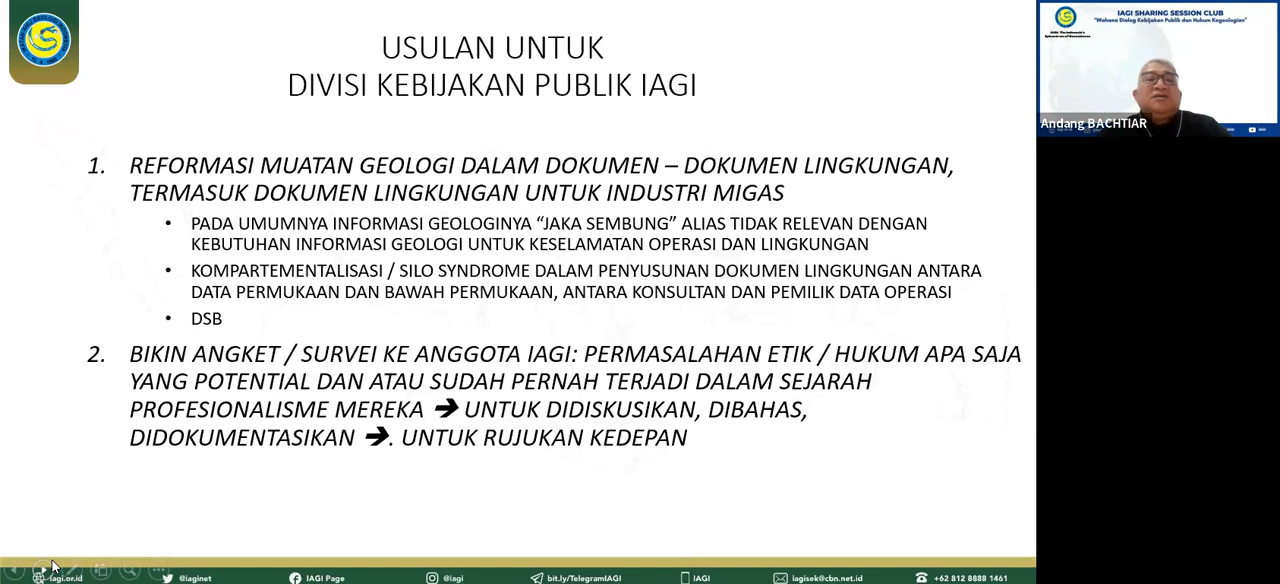 USULAN UNTUK
DIVISI KEBIJAKAN PUBLIK IAGI
1. REFORMASI MUATAN GEOLOGI DALAM DOKUMEN – DOKUMEN LINGKUNGAN,
TERMASUK DOKUMEN LINGKUNGAN UNTUK INDUSTRI MIGAS
• PADA UMUMNYA INFORMASI GEOLOGINYA “JAKA SEMBUNG” ALIAS TIDAK RELEVAN DENGAN
KEBUTUHAN INFORMASI GEOLOGI UNTUK KESELAMATAN OPERASI DAN LINGKUNGAN
• KOMPARTEMENTALISASI / SILO SYNDROME DALAM PENYUSUNAN DOKUMEN LINGKUNGAN ANTARA
DATA PERMUKAAN DAN BAWAH PERMUKAAN, ANTARA KONSULTAN DAN PEMILIK DATA OPERASI
• DSB
2. BIKIN ANGKET / SURVEI KE ANGGOTA IAGI: PERMASALAHAN ETIK / HUKUM APA SAJA
YANG POTENTIAL DAN ATAU SUDAH PERNAH TERJADI DALAM SEJARAH
PROFESIONALISME MEREKA ➔ UNTUK DIDISKUSIKAN, DIBAHAS,
DIDOKUMENTASIKAN ➔. UNTUK RUJUKAN KEDEPAN
iagi.or.id
@iaginet
IAGI Page
@iagi
bit.ly/TelegramIAGI
IAGI
iagisek@cbn.net.id
+62 812 8888 1461
IAGI SHARING SESSION CLUB
"Wahana Dialog Kebijakan Publik dan Hukum Kegeologian"
Andang BACHTIAR
IAGI